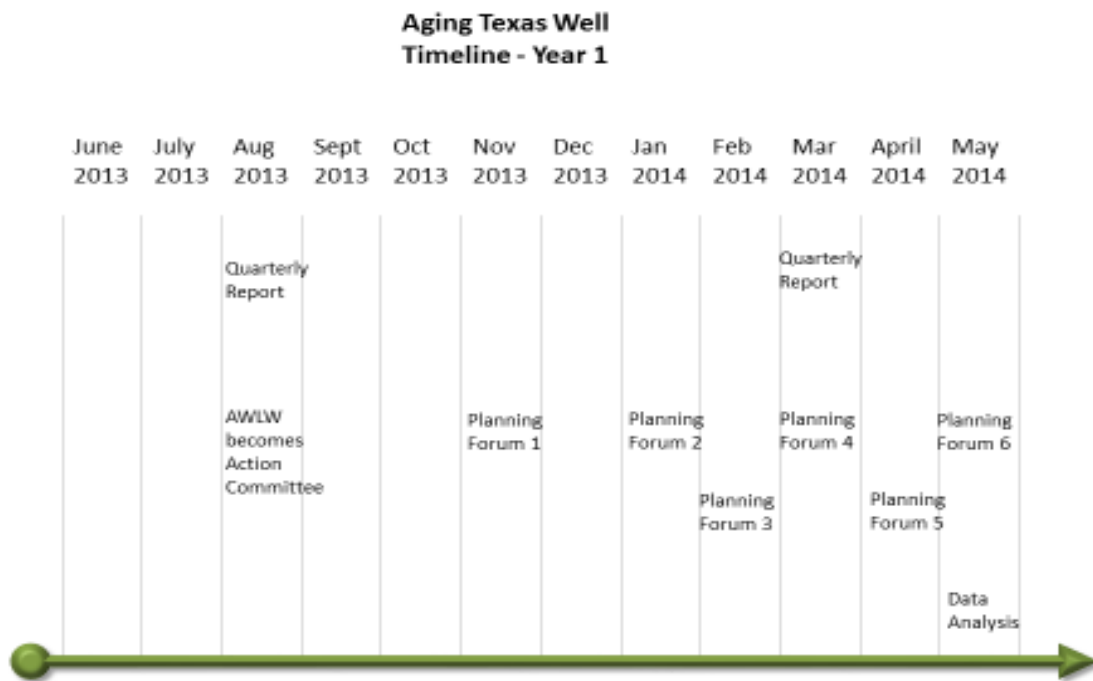 Aging Texas Well
Timeline - Year 1
June July Aug Sept Oct Nov Dec Jan Feb Mar April May
2013 2013 2013 2013 2013 2013 2013 2014 2014 2014 2014 2014
Quarterly
Report
Quarterly
Report
AWLW
becomes
Action
Committee
Planning
Forum 1
Planning
Forum 2
Planning
Forum 3
Planning
Forum 4
Planning
Forum 5
Planning
Forum 6
Data
Analysis